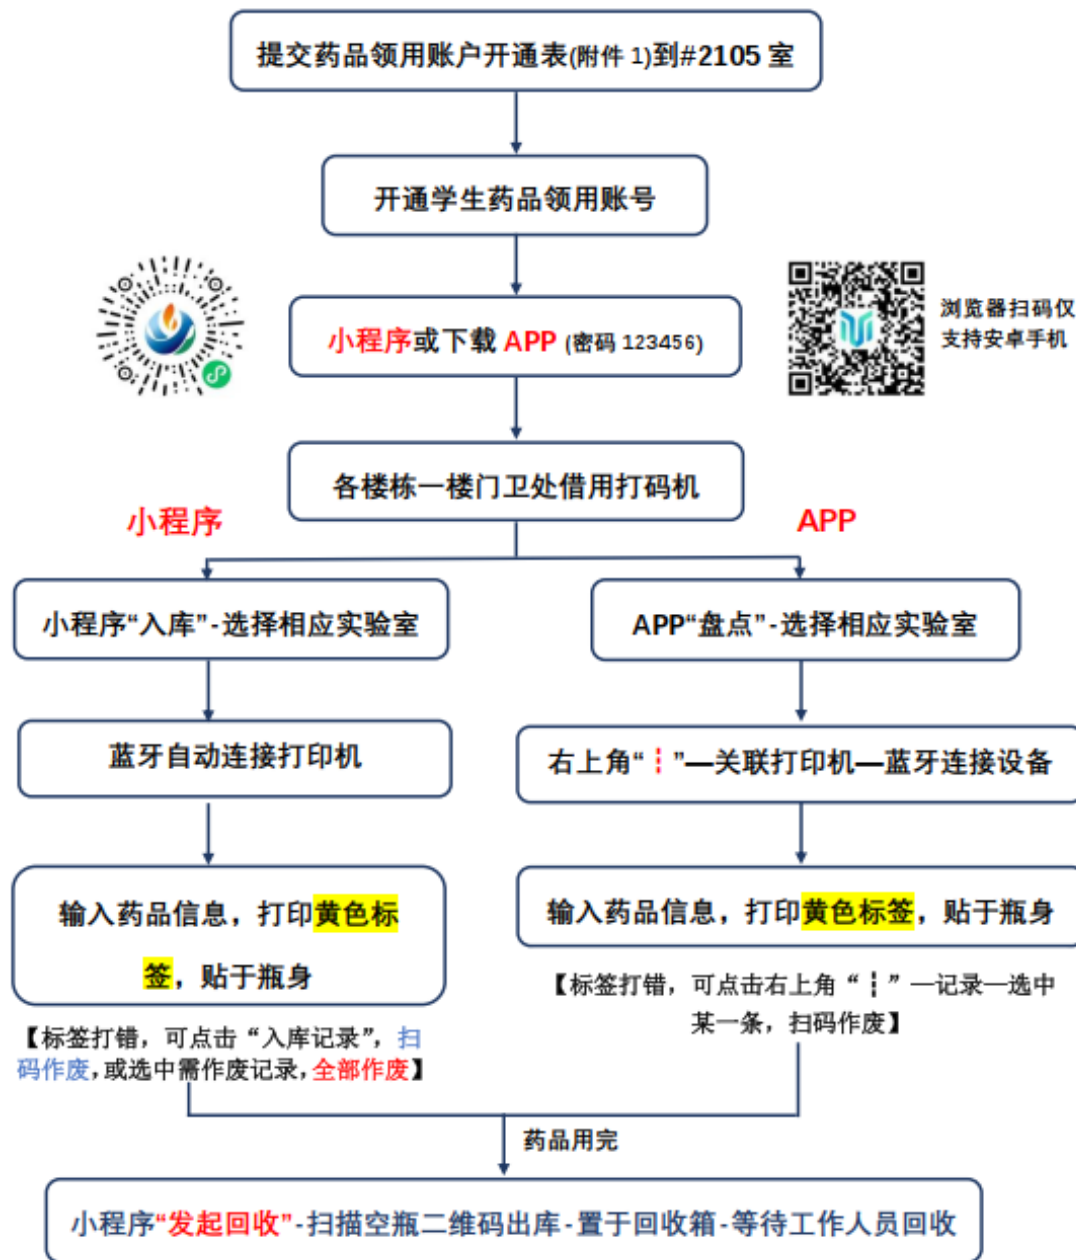 提交药品领用账户开通表(附件 1)到#2105 室
开通学生药品领用账号
小程序或下载 APP (密码 123456)
浏览器扫码仅
支持安卓手机
各楼栋一楼门卫处借用打码机
小程序
APP
小程序“入库”-选择相应实验室
APP“盘点”-选择相应实验室
蓝牙自动连接打印机
右上角“┇”—关联打印机—蓝牙连接设备
输入药品信息，打印黄色标
签，贴于瓶身
输入药品信息，打印黄色标签，贴于瓶身
【标签打错，可点击“入库记录”，扫
码作废，或选中需作废记录，全部作废】
【标签打错，可点击右上角“┇”—记录—选中
某一条，扫码作废】
药品用完
小程序“发起回收”-扫描空瓶二维码出库-置于回收箱-等待工作人员回收